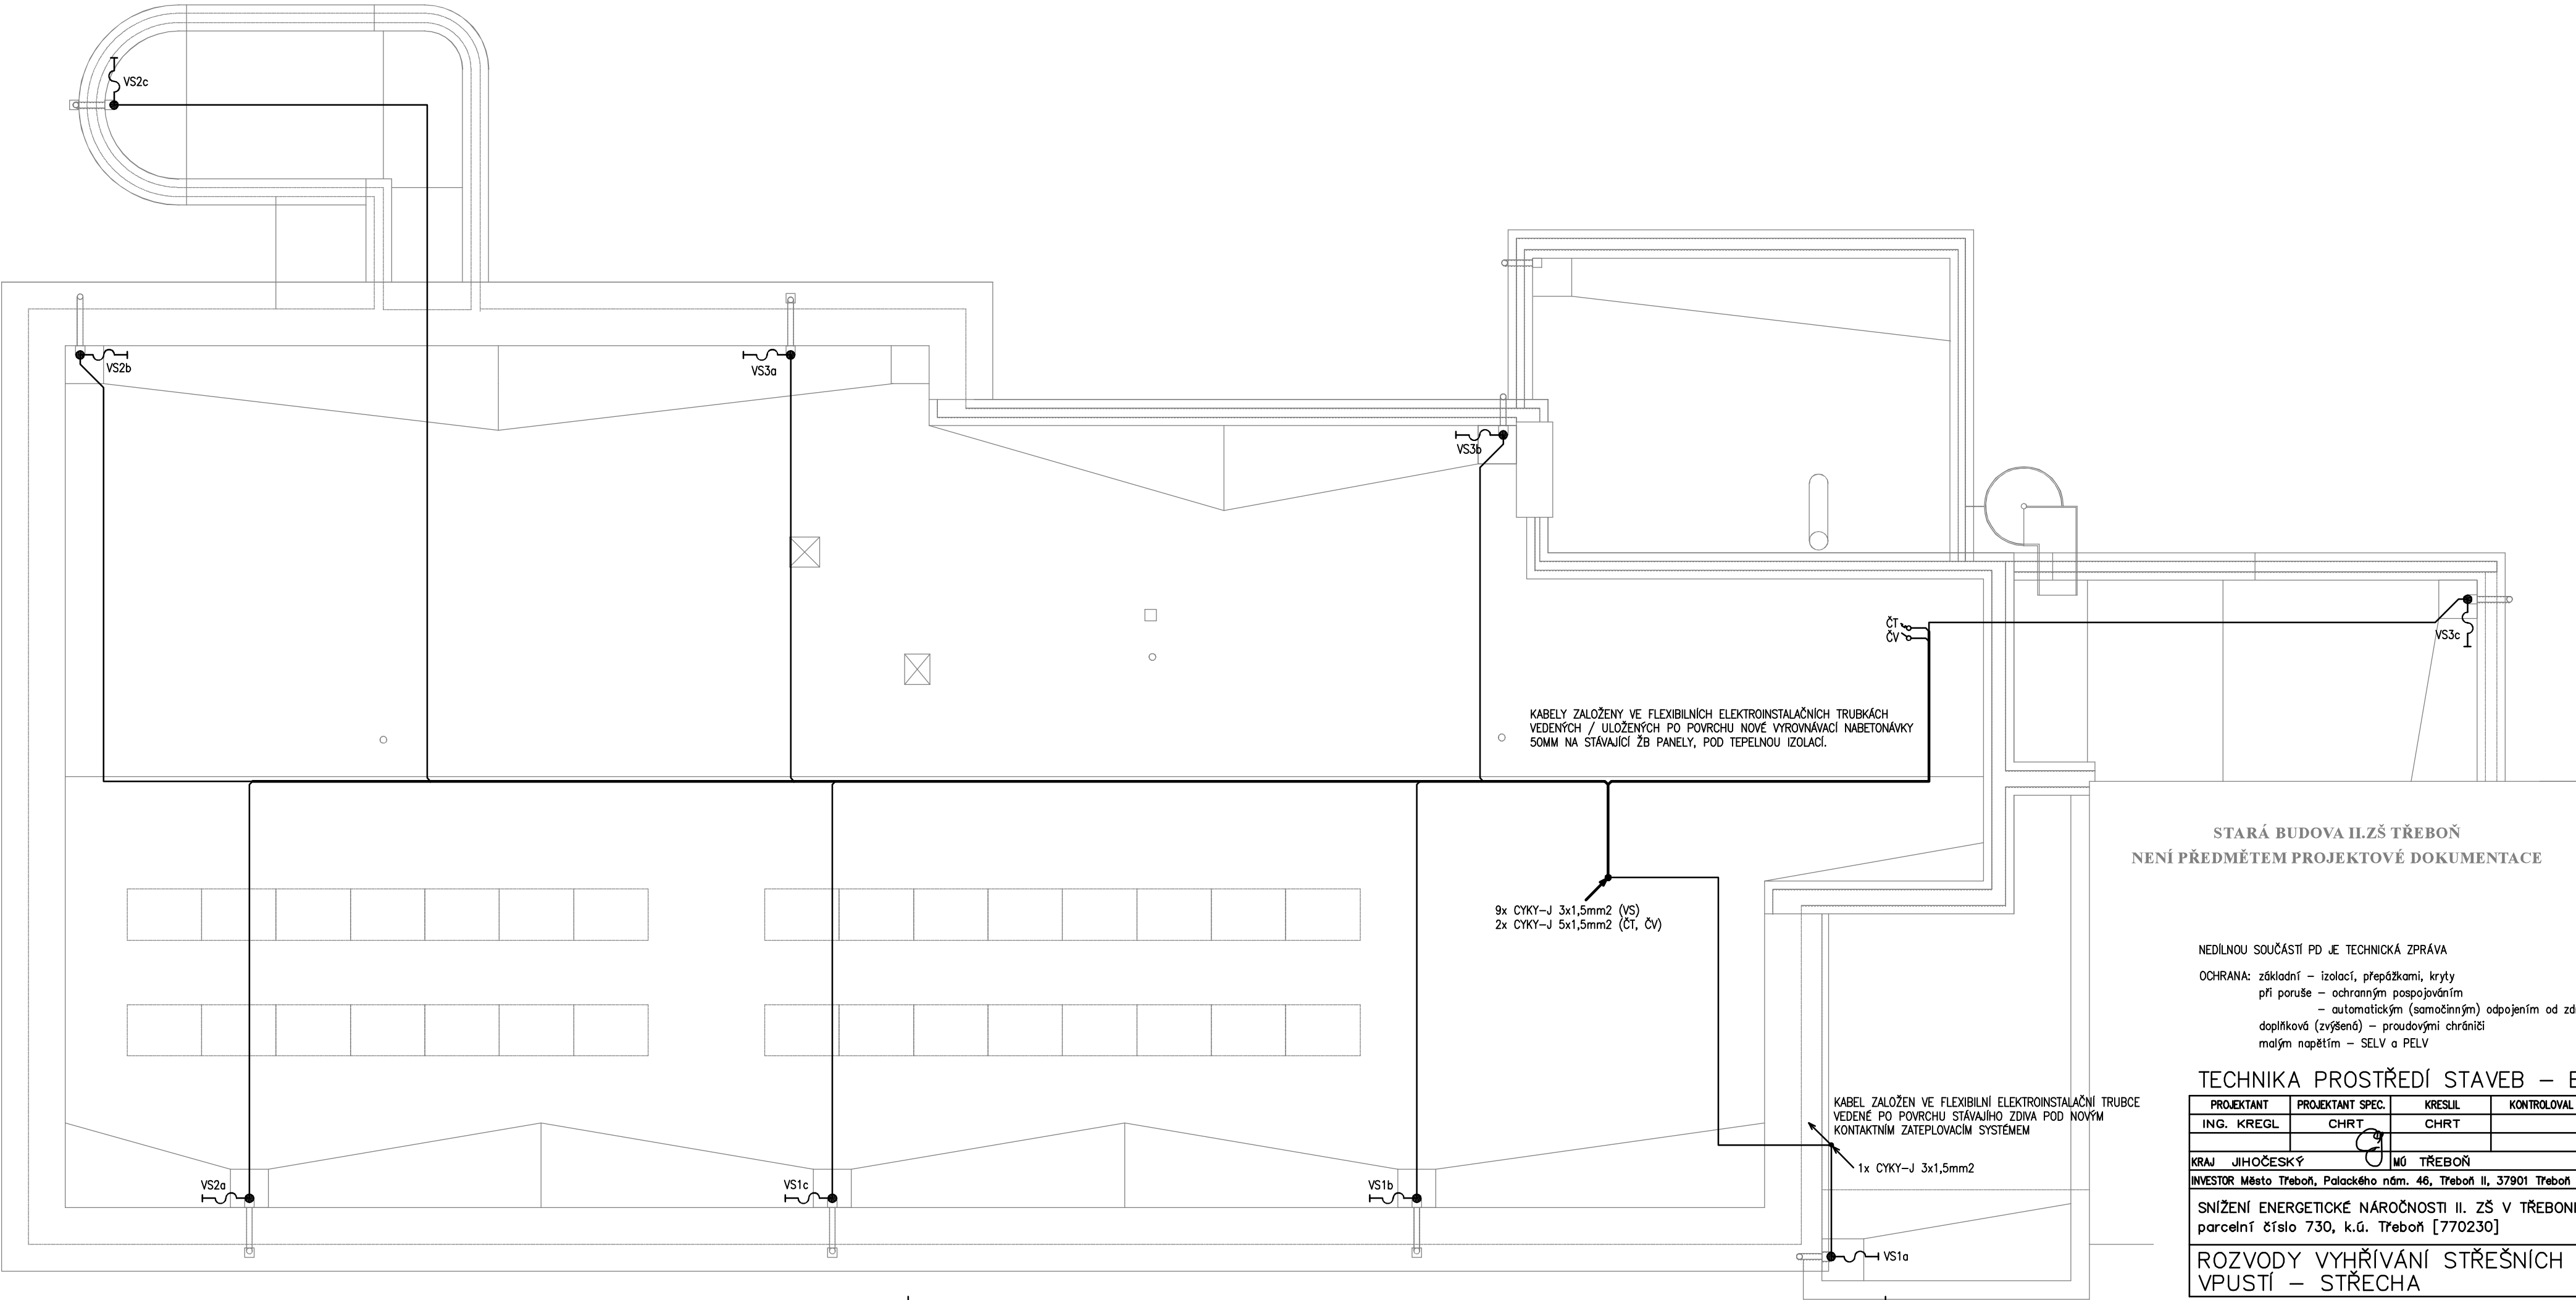 VS2c
VS2b
VS3a
VS3b
ČT
ČV
VS3c
KABELY ZALOŽENY VE FLEXIBILNÍCH ELEKTROINSTALAČNÍCH TRUBKÁCH
VEDENÝCH / ULOŽENÝCH PO POVRCHU NOVÉ VYROVNÁVACÍ NABETONÁVKY
50MM NA STÁVAJÍCÍ ŽB PANELY, POD TEPELNOU IZOLACÍ.
STARÁ BUDOVA II.ZŠ TŘEBOŇ
NENÍ PŘEDMĚTEM PROJEKTOVÉ DOKUMENTACE
9x CYKY-J 3x1,5mm2 (VS)
2x CYKY-J 5x1,5mm2 (ČT, ČV)
NEDÍLNOU SOUČÁSTÍ PD JE TECHNICKÁ ZPRÁVA
OCHRANA: základní – izolací, přepážkami, kryty
při poruše – ochranným pospojováním
– automatickým (samočinným) odpojením od
doplňková (zvýšená) – proudovými chrániči
malým napětím – SELV a PELV
KABEL ZALOŽEN VE FLEXIBILNÍ ELEKTROINSTALAČNÍ TRUBCE
VEDENÉ PO POVRCHU STÁVAJÍHO ZDIVA POD NOVÝM
KONTAKTNÍM ZATEPLOVACÍM SYSTÉMEM
1x CYKY-J 3x1,5mm2
VS2a
VS1c
VS1b
VS1a
TECHNIKA PROSTŘEDÍ STAVEB –
PROJEKTANT PROJEKTANT SPEC. KRESLIL KONTROLOVAL
ING. KREGL CHRT CHRT
KRAJ JIHOČESKÝ MÚ TŘEBOŇ
INVESTOR Město Třeboň, Palackého nám. 46, Třeboň II, 37901 Třeboň
SNÍŽENÍ ENERGETICKÉ NÁROČNOSTI II. ZŠ V TŘEBONI
parcelní číslo 730, k.ú. Třeboň [770230]
ROZVODY VYHŘÍVÁNÍ STŘEŠNÍCH
VPUSTÍ – STŘECHA